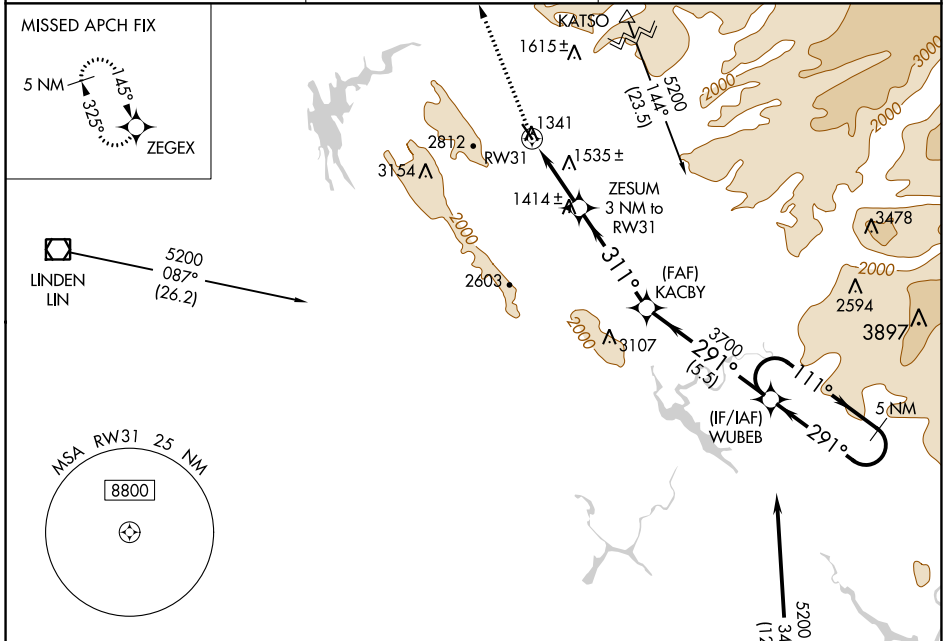 MISSED APCH FIX
5 NM
145°
325°
ZEGEX
KATSO
1615±
5200
144°
(23.5)
2000
3000
2000
1341
RW31
2812
1535±
3154
1414±
ZESUM
3 NM to
RW31
2000
311°
3478
LINDEN
LIN
5200
087°
(26.2)
2603
(FAF)
KACBY
2000
2594
3897
2000
3107
3700
291°
(5.5)
111°
5 NM
(IF/IAF)
WUBEB
291°
MSA RW31 25 NM
8800
5200